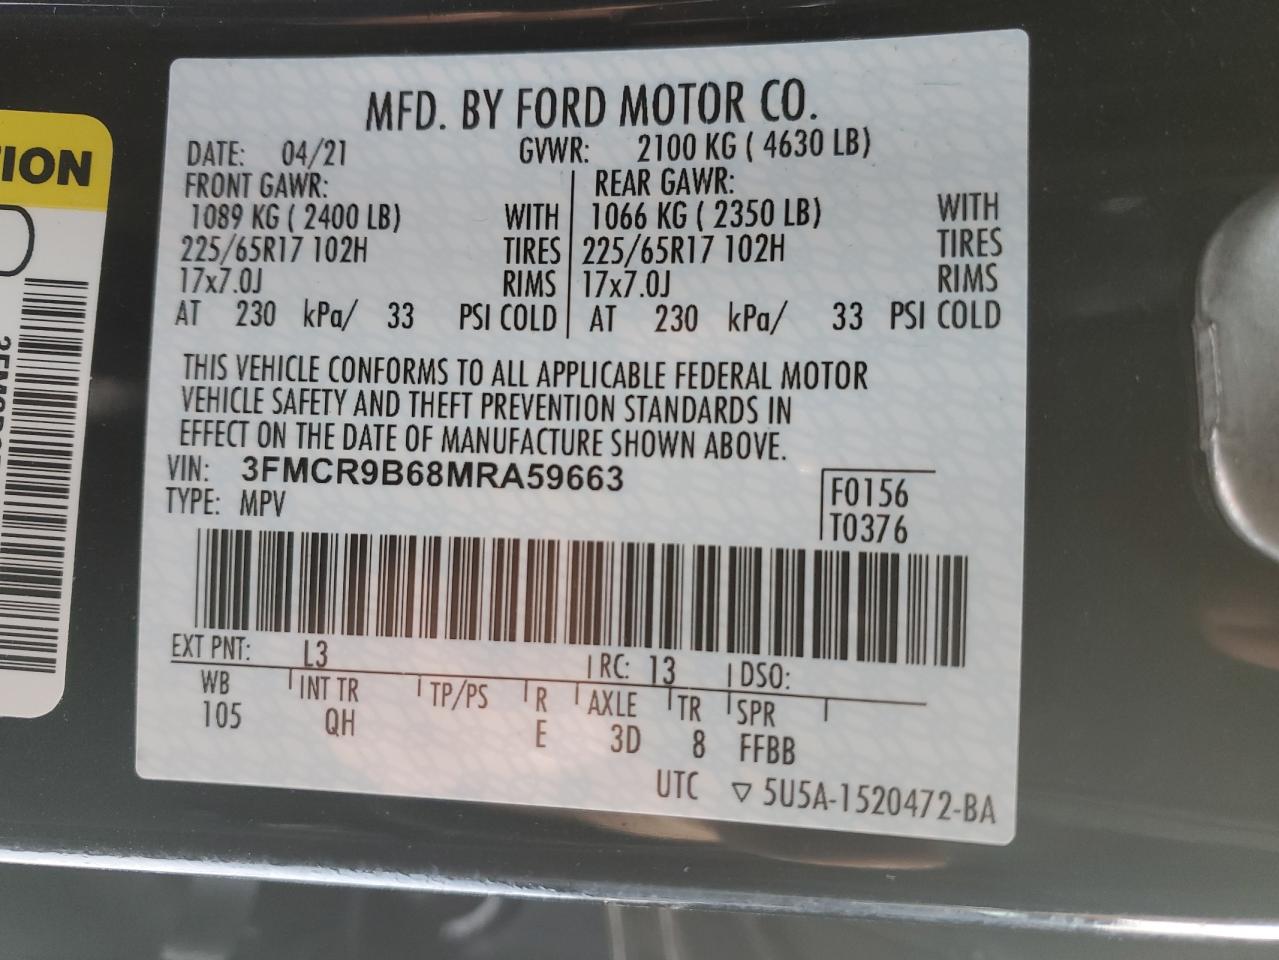 TION
MFD. BY FORD MOTOR CO.
DATE: 04/21 GVWR: 2100 KG ( 4630 LB)
FRONT GAWR: REAR GAWR:
1089 KG ( 2400 LB) WITH 1066 KG ( 2350 LB) WITH
225/65R17 102H TIRES 225/65R17 102H TIRES
17x7.0J RIMS 17x7.0J RIMS
AT 230 kPa/ 33 PSI COLD AT 230 kPa/ 33 PSI COLD
THIS VEHICLE CONFORMS TO ALL APPLICABLE FEDERAL MOTOR
VEHICLE SAFETY AND THEFT PREVENTION STANDARDS IN
EFFECT ON THE DATE OF MANUFACTURE SHOWN ABOVE.
VIN: 3FMCR9B68MRA59663
TYPE: MPV
F0156
T0376
EXT PNT: L3 RC: 13 DSO:
WB INT TR TP/PS R AXLE TR SPR
105 QH E 3D 8 FFBB
UTC ▽ 5U5A-1520472-BA